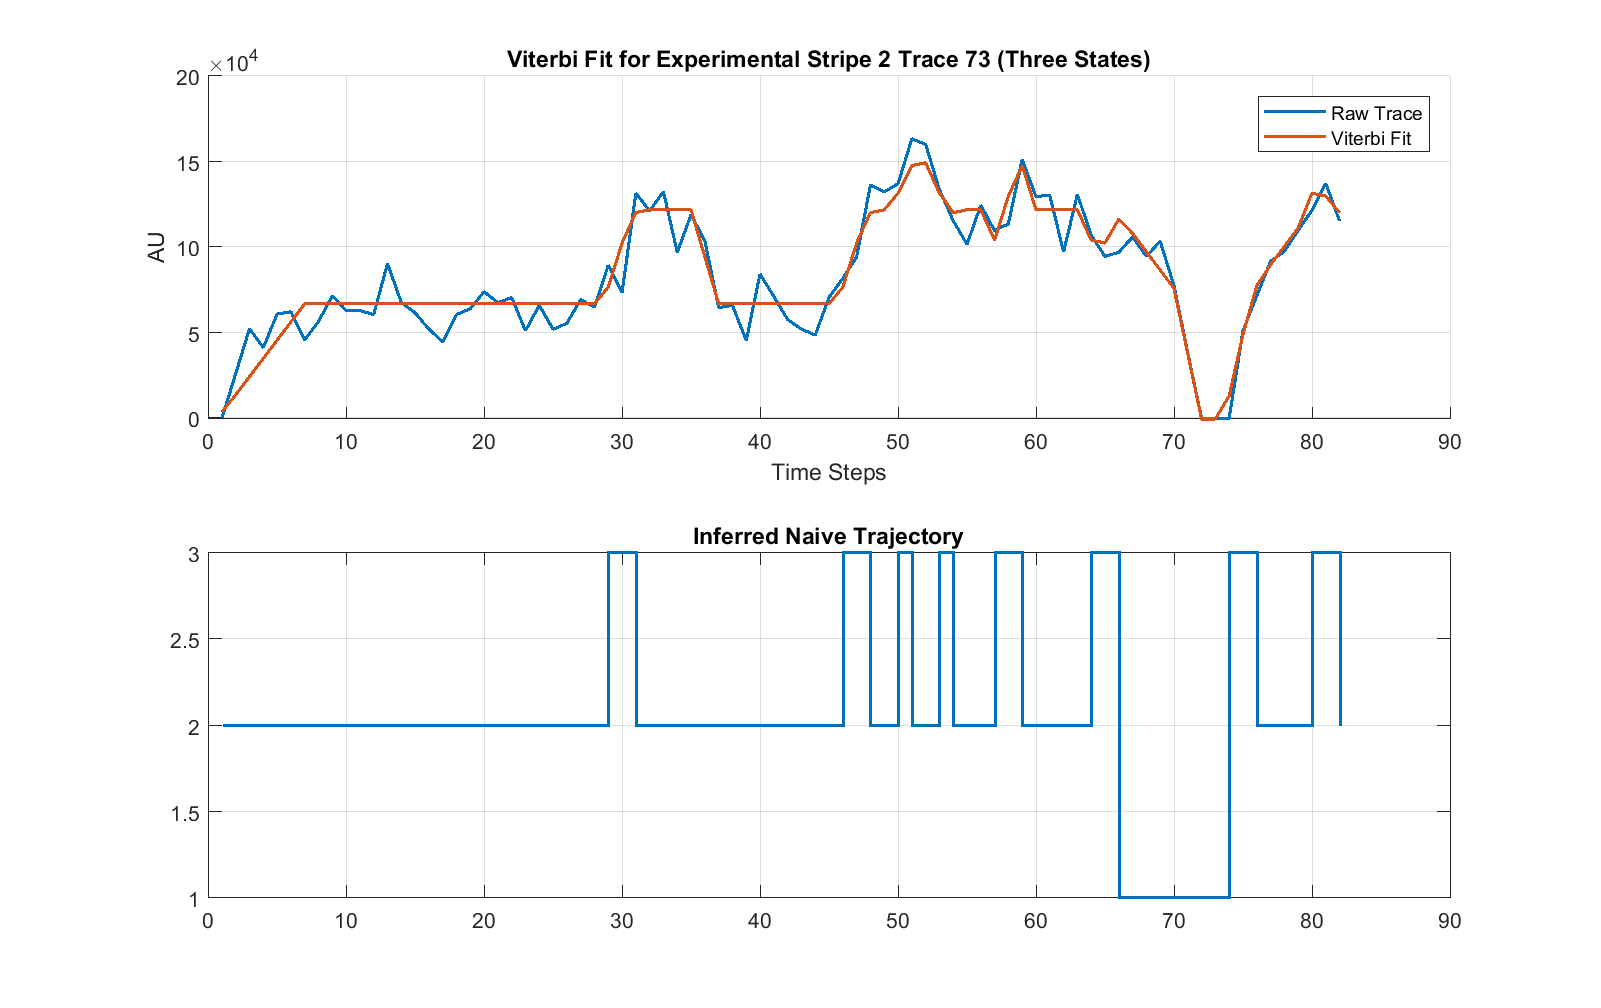 Viterbi Fit for Experimental Stripe 2 Trace 73 (Three States)
×10⁴
20
15
10
5
0
AU
Raw Trace
Viterbi Fit
0 10 20 30 40 50 60 70 80 90
Time Steps
Inferred Naive Trajectory
3
2.5
2
1.5
1
0 10 20 30 40 50 60 70 80 90